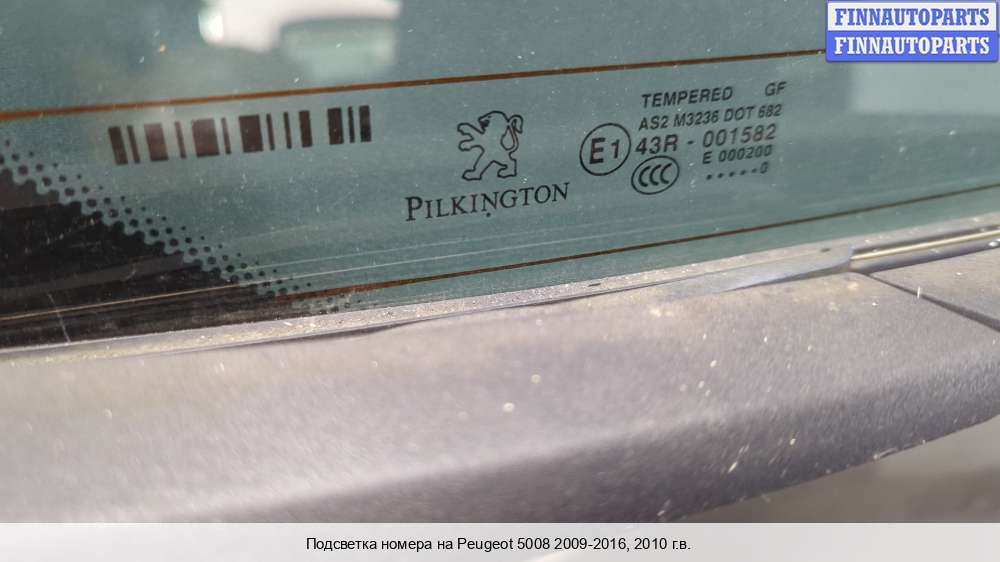 FINNAUTOPARTS
FINNAUTOPARTS
TEMPERED GF
AS2 M3236 DOT 682
E1 43R - 001582
E 000200
CCC
•••••0
PILKINGTON
Подсветка номера на Peugeot 5008 2009-2016, 2010 г.в.